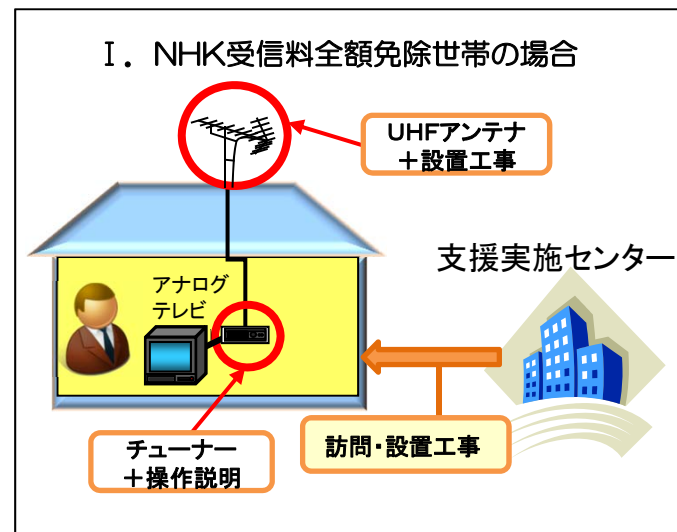 Ⅰ．NHK受信料全額免除世帯の場合
UHFアンテナ
＋設置工事
支援実施センター
アナログ
テレビ
チューナー
＋操作説明
訪問・設置工事